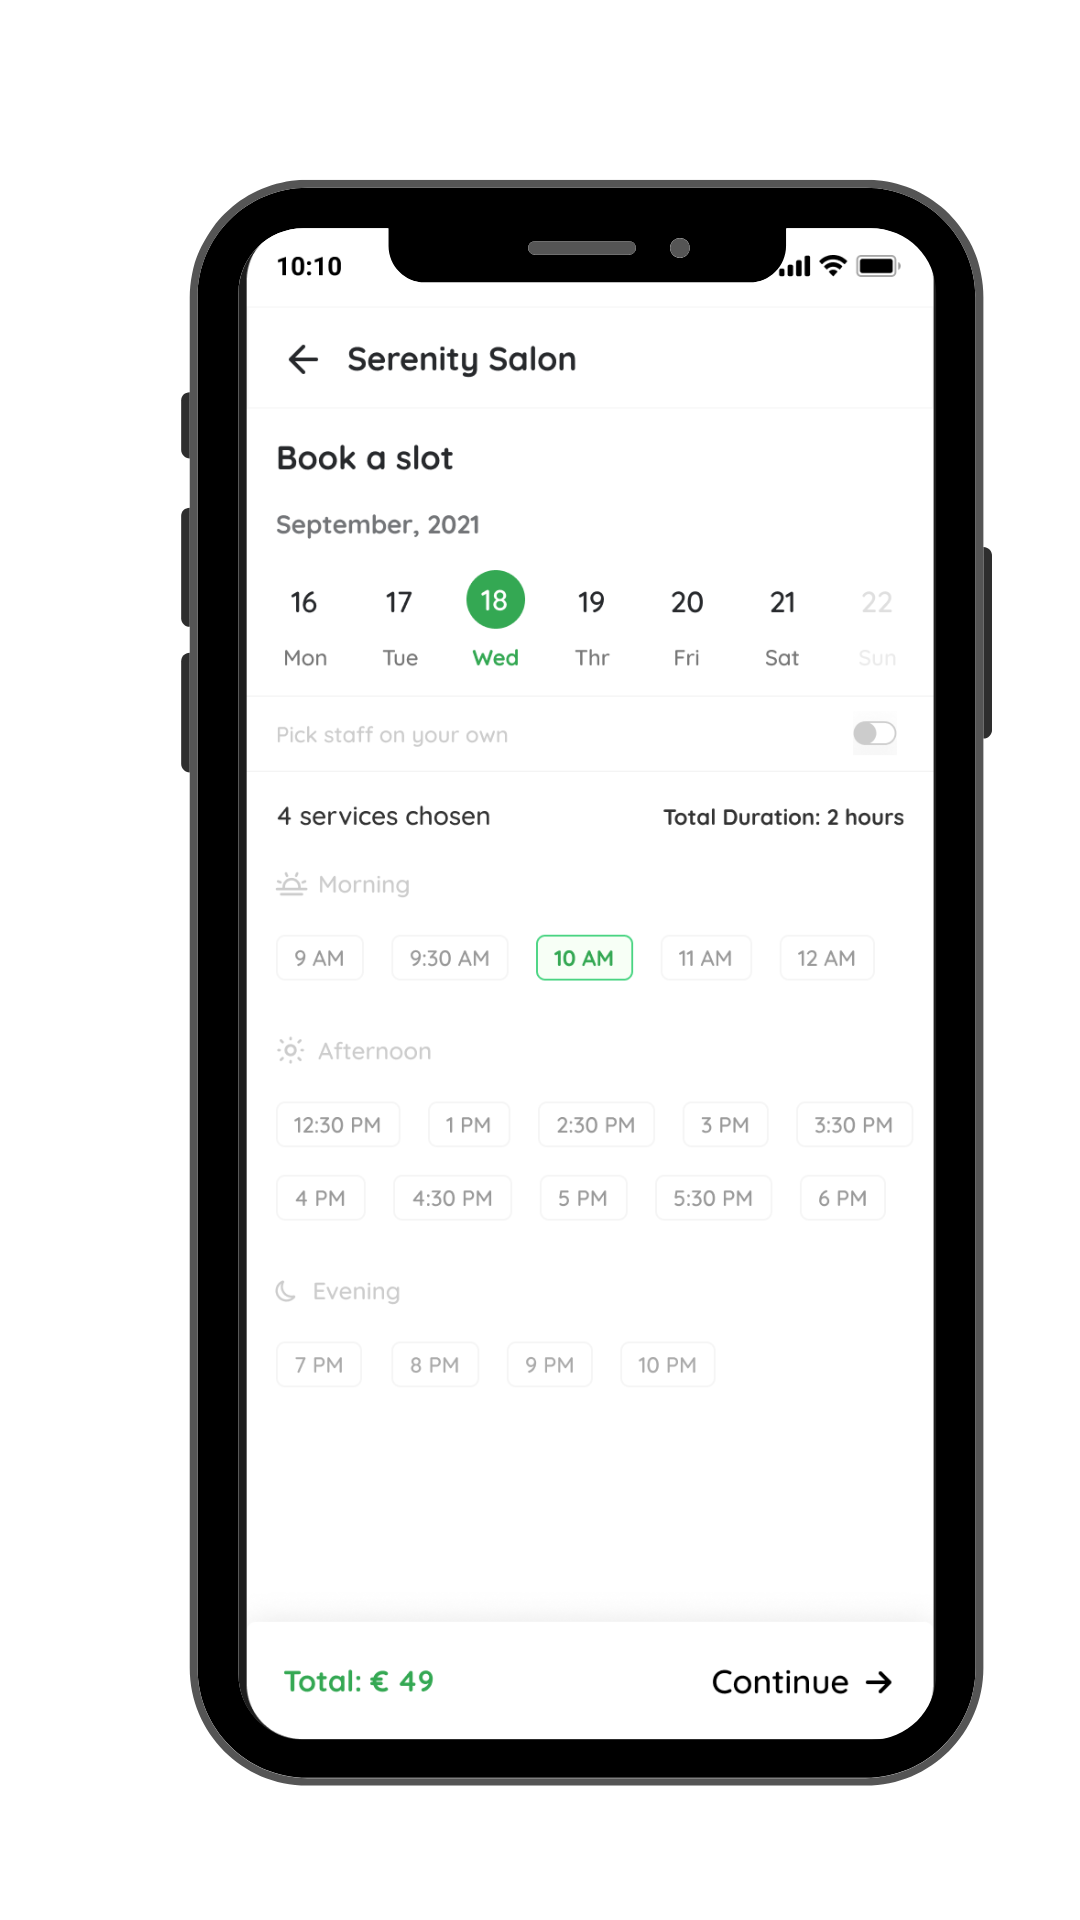 10:10
Serenity Salon
Book a slot
September, 2021
16 17 18 19 20 21 22
Mon Tue Wed Thr Fri Sat Sun
Pick staff on your own
4 services chosen Total Duration: 2 hours
Morning
9 AM 9:30 AM 10 AM 11 AM 12 AM
Afternoon
12:30 PM 1 PM 2:30 PM 3 PM 3:30 PM
4 PM 4:30 PM 5 PM 5:30 PM 6 PM
Evening
7 PM 8 PM 9 PM 10 PM
Total: € 49 Continue →